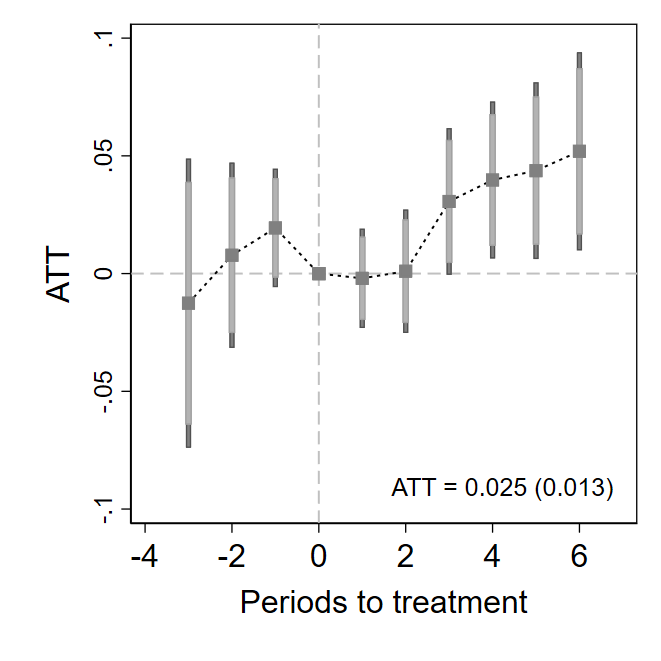 .1
.05
0
-.05
-.1
ATT
ATT = 0.025 (0.013)
-4 -2 0 2 4 6
Periods to treatment